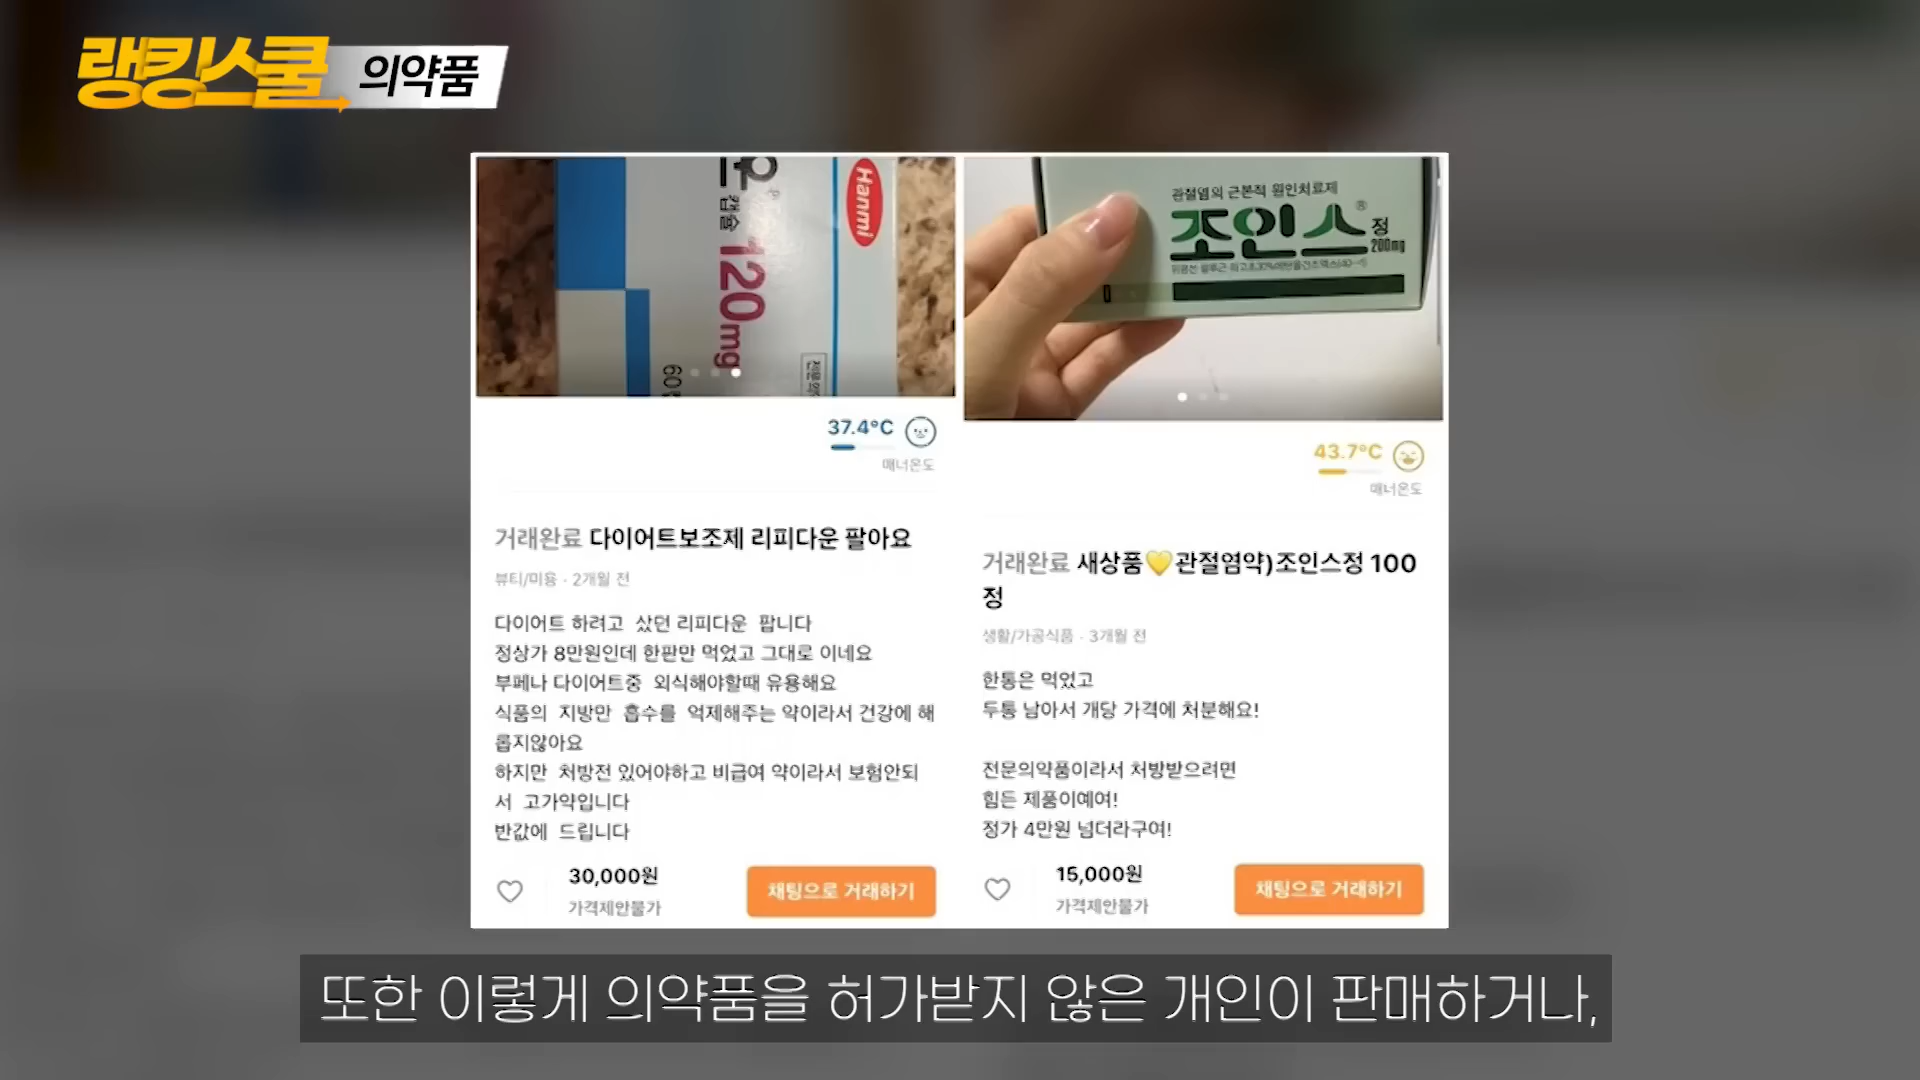 랭킹스쿨 의약품
운
캡슐
120mg
Hanmi
60
관절염의 근본적 원인치료제
조인스® 정
200mg
37.4°C
매너온도
거래완료 다이어트보조제 리피다운 팔아요
뷰티/미용 · 2개월 전
다이어트 하려고 샀던 리피다운 팝니다
정상가 8만원인데 한판만 먹었고 그대로 이네요
부페나 다이어트중 외식해야할때 유용해요
식품의 지방만 흡수를 억제해주는 약이라서 건강에 해
롭지않아요
하지만 처방전 있어야하고 비급여 약이라서 보험안되
서 고가약입니다
반값에 드립니다
30,000원
가격제안불가
채팅으로 거래하기
43.7°C
매너온도
거래완료 새상품💛관절염약)조인스정 100
정
생활/가공식품 · 3개월 전
한통은 먹었고
두통 남아서 개당 가격에 처분해요!
전문의약품이라서 처방받으려면
힘든 제품이예여!
정가 4만원 넘더라구여!
15,000원
가격제안불가
채팅으로 거래하기
또한 이렇게 의약품을 허가받지 않은 개인이 판매하거나,